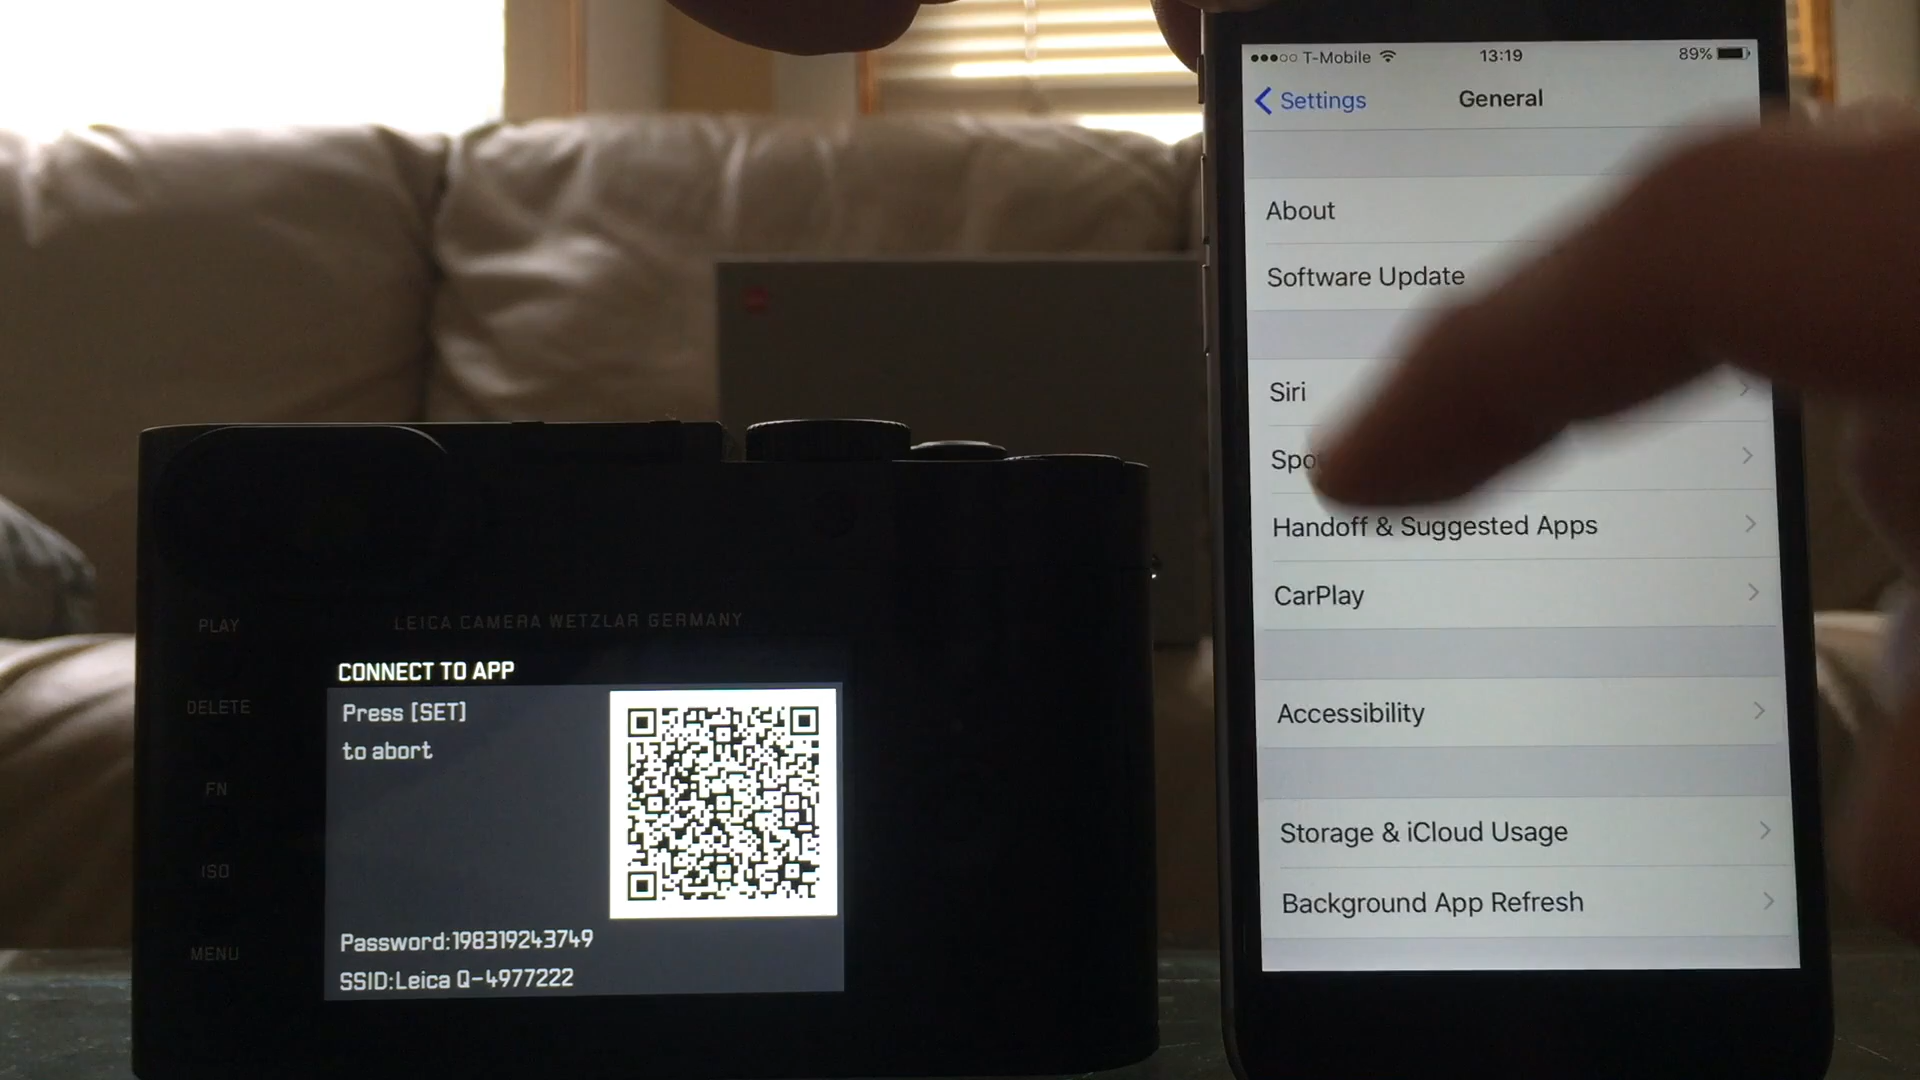 PLAY
DELETE
FN
ISO
MENU
LEICA CAMERA WETZLAR GERMANY
CONNECT TO APP
Press [SET]
to abort
Password:198319243749
SSID:Leica Q-4977222
T-Mobile 13:19 89%
Settings General
About
Software Update
Siri
Handoff & Suggested Apps
CarPlay
Accessibility
Storage & iCloud Usage
Background App Refresh